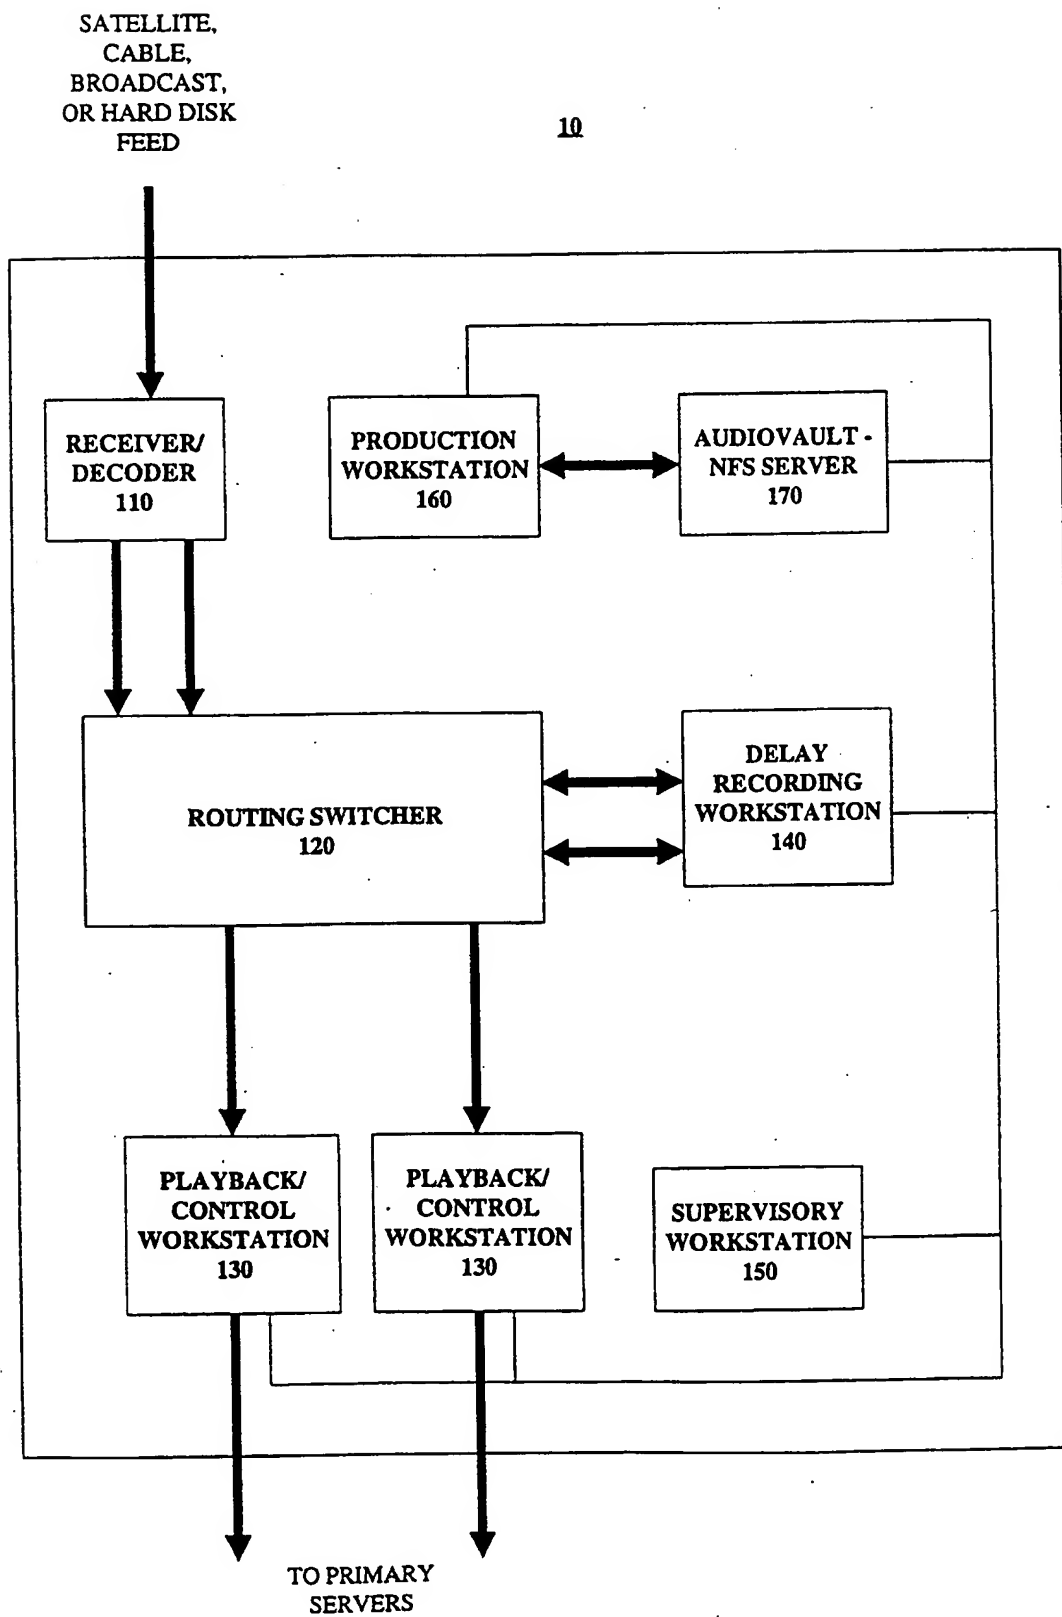 SATELLITE,
CABLE,
BROADCAST,
OR HARD DISK
FEED
10
RECEIVER/
DECODER
110
PRODUCTION
WORKSTATION
160
AUDIOVAULT -
NFS SERVER
170
ROUTING SWITCHER
120
DELAY
RECORDING
WORKSTATION
140
PLAYBACK/
CONTROL
WORKSTATION
130
PLAYBACK/
CONTROL
WORKSTATION
130
SUPERVISORY
WORKSTATION
150
TO PRIMARY
SERVERS